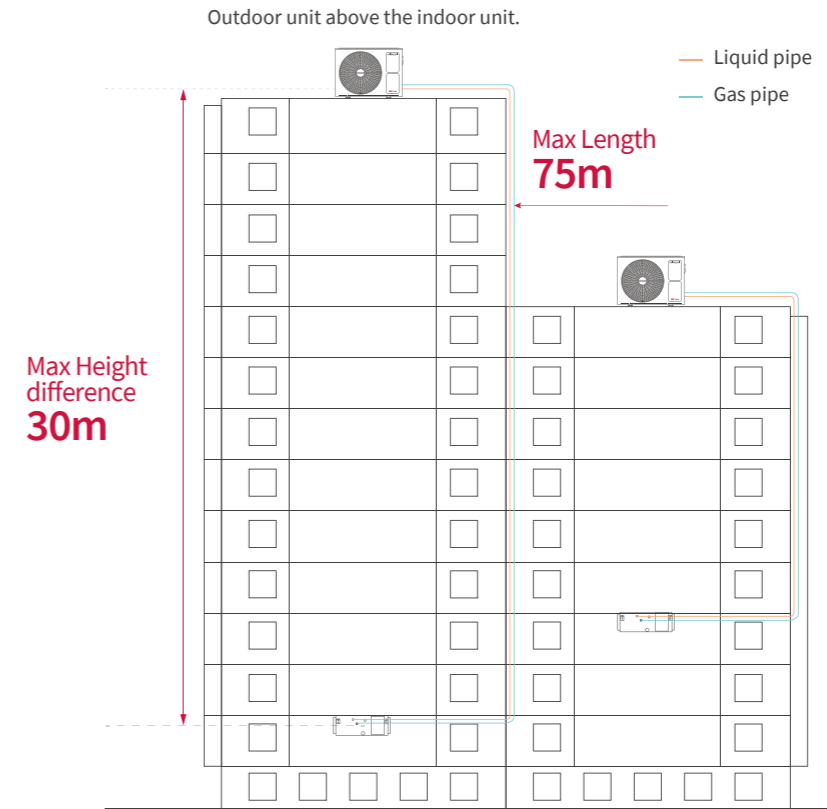 Outdoor unit above the indoor unit.
Liquid pipe
Gas pipe
Max Length
75m
Max Height
difference
30m